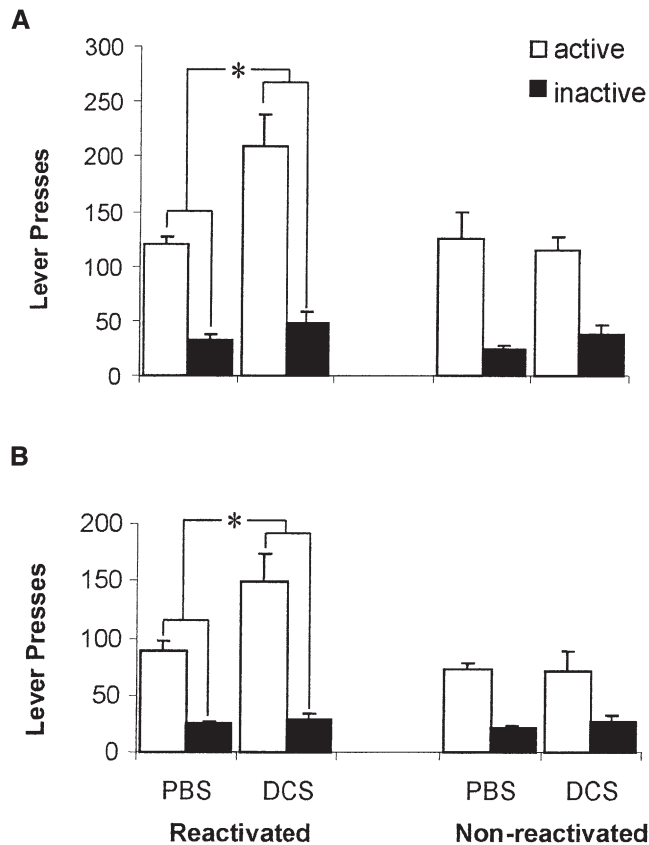 A
300
250
200
150
100
50
0
Lever Presses
*
active
inactive
B
200
150
100
50
0
Lever Presses
*
PBS DCS PBS DCS
Reactivated Non-reactivated